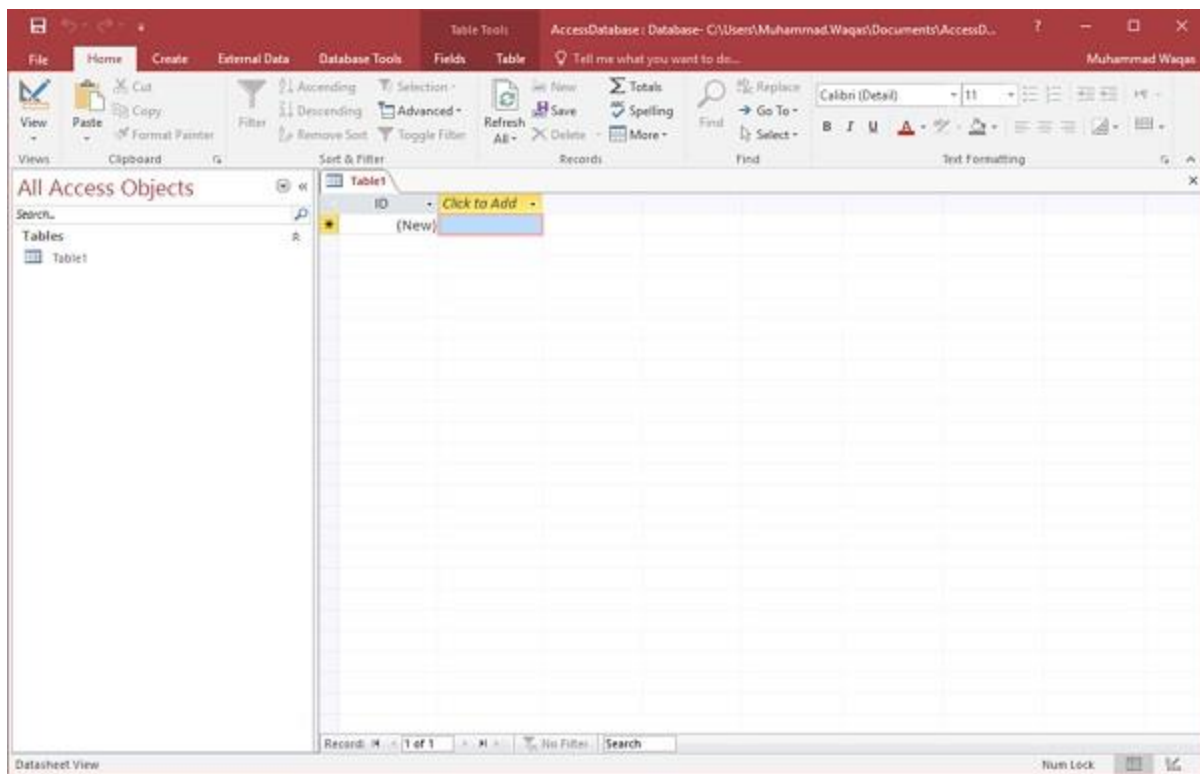 Table Tools AccessDatabase : Database- C:\Users\Muhammad.Waqas\Documents\AccessD... ?
File Home Create External Data Database Tools Fields Table Tell me what you want to do... Muhammad Waqas
Cut Ascending Selection New Totals Replace Calibri (Detail) 11
View Paste Copy Filter Descending Advanced Refresh All Save Spelling Find Go To B I U A
Format Painter Remove Sort Toggle Filter Delete More Select
Views Clipboard Sort & Filter Records Find Text Formatting
All Access Objects Table1
Search... ID Click to Add
Tables (New)
Table1
Record: 1 of 1 No Filter Search
Datasheet View Num Lock